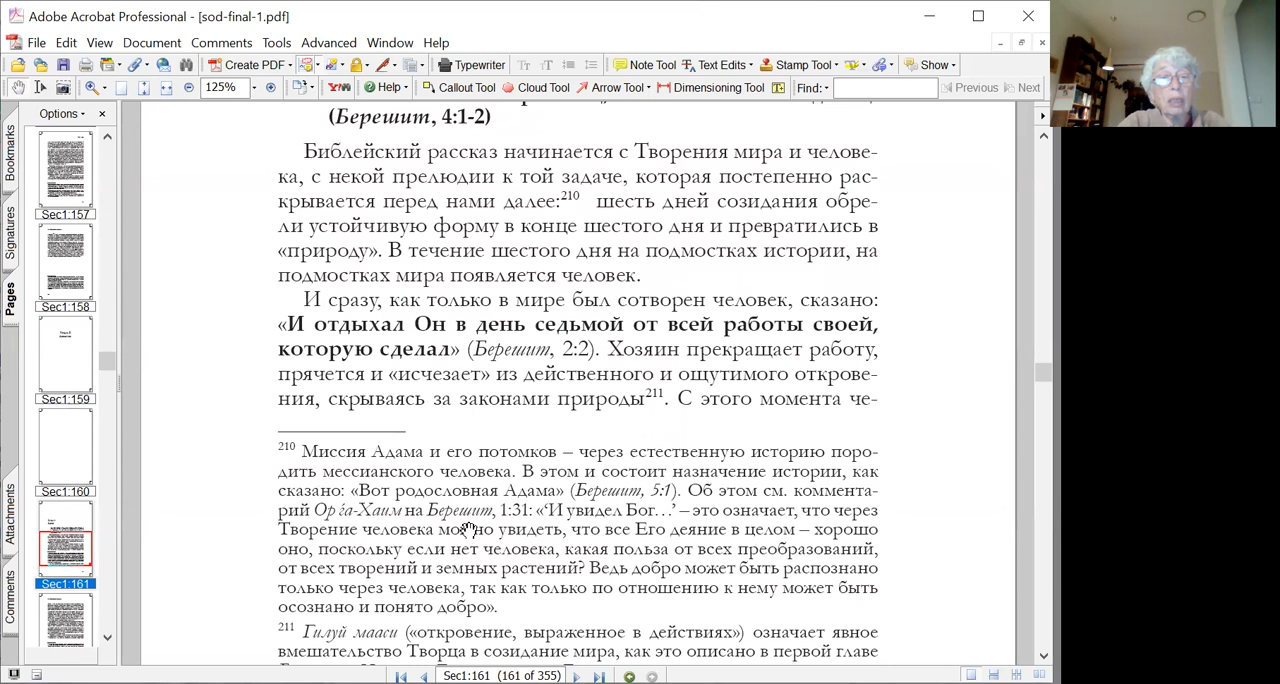 Adobe Acrobat Professional - [sod-final-1.pdf]
File Edit View Document Comments Tools Advanced Window Help
Create PDF Typewriter Note Tool Text Edits Stamp Tool Show
125% Help Callout Tool Cloud Tool Arrow Tool Dimensioning Tool Find: Previous Next
Options
Bookmarks
Signatures
Pages
Attachments
Comments
Sec1:157
Sec1:158
Sec1:159
Sec1:160
Sec1:161
(Берешит, 4:1-2)
Библейский рассказ начинается с Творения мира и челове-
ка, с некой прелюдии к той задаче, которая постепенно рас-
крывается перед нами далее:210 шесть дней созидания обре-
ли устойчивую форму в конце шестого дня и превратились в
«природу». В течение шестого дня на подмостках истории, на
подмостках мира появляется человек.
И сразу, как только в мире был сотворен человек, сказано:
«И отдыхал Он в день седьмой от всей работы своей,
которую сделал» (Берешит, 2:2). Хозяин прекращает работу,
прячется и «исчезает» из действенного и ощутимого открове-
ния, скрываясь за законами природы211. С этого момента че-
210 Миссия Адама и его потомков – через естественную историю поро-
дить мессианского человека. В этом и состоит назначение истории, как
сказано: «Вот родословная Адама» (Берешит, 5:1). Об этом см. коммента-
рий Ор ѓа-Хаим на Берешит, 1:31: «‘И увидел Бог…’ – это означает, что через
Творение человека можно увидеть, что все Его деяние в целом – хорошо
оно, поскольку если нет человека, какая польза от всех преобразований,
от всех творений и земных растений? Ведь добро может быть распознано
только через человека, так как только по отношению к нему может быть
осознано и понято добро».
211 Гилуй мааси («откровение, выраженное в действиях») означает явное
вмешательство Творца в созидание мира, как это описано в первой главе
Sec1:161 (161 of 355)